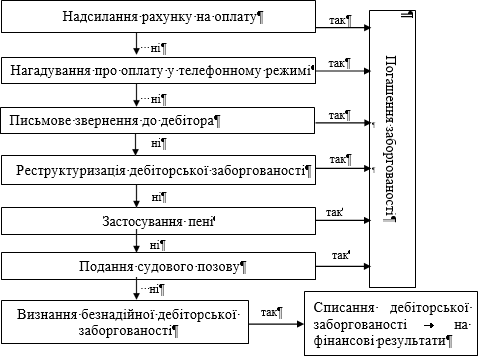 Надсилання рахунку на оплату
так
ні
Нагадування про оплату у телефонному режимі
так
ні
Письмове звернення до дебітора
так
ні
Реструктуризація дебіторської заборгованості
так
ні
Застосування пені
так
ні
Подання судового позову
так
ні
Погашення заборгованості
Визнання безнадійної дебіторської
заборгованості
так
Списання дебіторської
заборгованості → на
фінансові результати